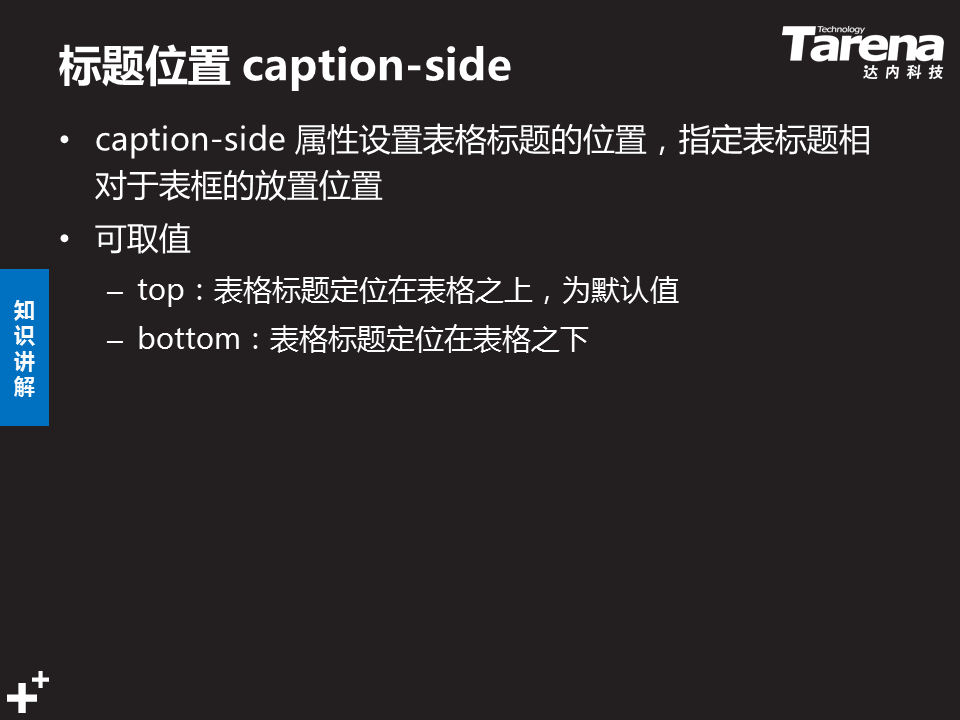 标题位置 caption-side
Technology
Tarena
达内科技
• caption-side 属性设置表格标题的位置，指定表标题相
对于表框的放置位置
• 可取值
– top：表格标题定位在表格之上，为默认值
– bottom：表格标题定位在表格之下
知
识
讲
解